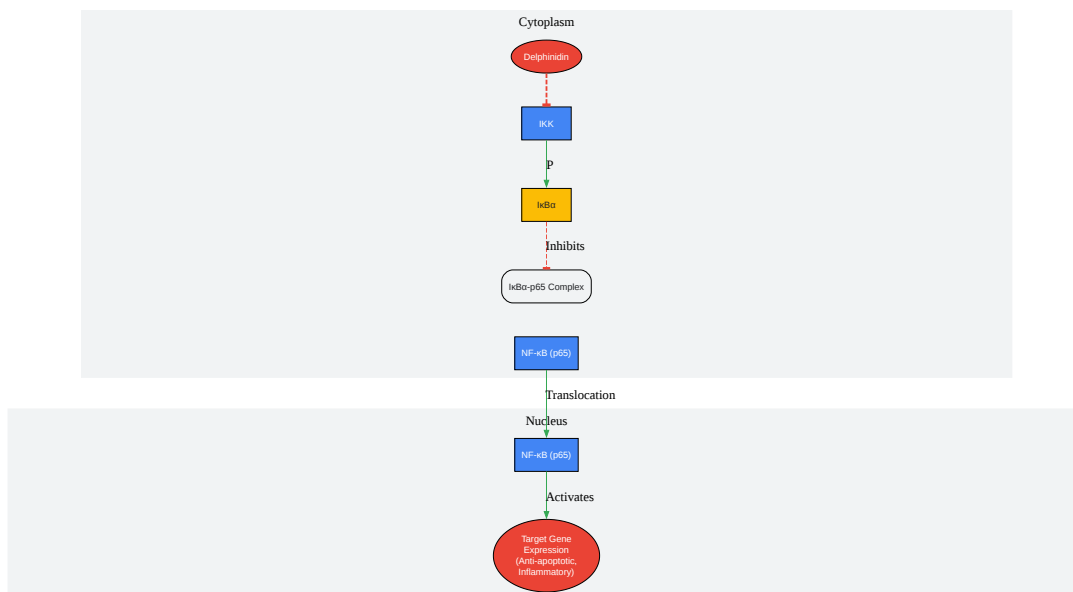 Cytoplasm
Delphinidin
IKK
P
IκBα
Inhibits
IκBα-p65 Complex
NF-κB (p65)
Translocation
Nucleus
NF-κB (p65)
Activates
Target Gene
Expression
(Anti-apoptotic,
Inflammatory)